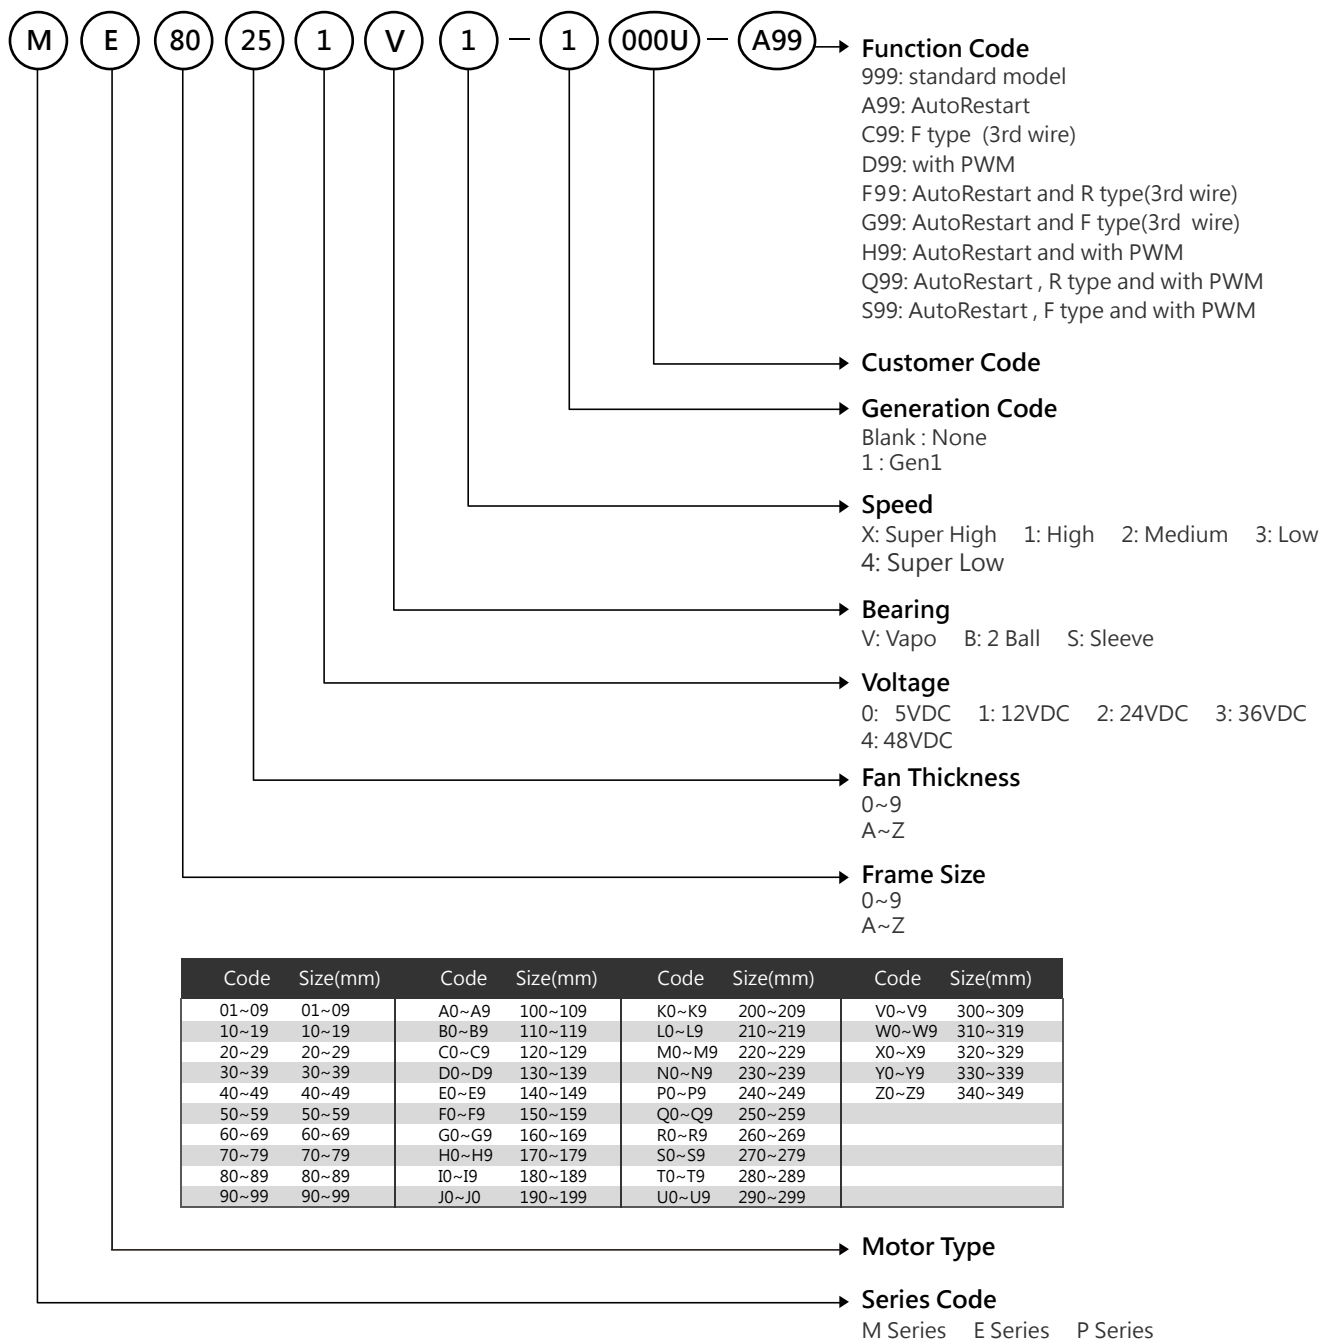 M E 80 25 1 V 1 — 1 000U — A99
Function Code
999: standard model
A99: AutoRestart
C99: F type (3rd wire)
D99: with PWM
F99: AutoRestart and R type(3rd wire)
G99: AutoRestart and F type(3rd wire)
H99: AutoRestart and with PWM
Q99: AutoRestart , R type and with PWM
S99: AutoRestart , F type and with PWM
Customer Code
Generation Code
Blank : None
1 : Gen1
Speed
X: Super High 1: High 2: Medium 3: Low
4: Super Low
Bearing
V: Vapo B: 2 Ball S: Sleeve
Voltage
0: 5VDC 1: 12VDC 2: 24VDC 3: 36VDC
4: 48VDC
Fan Thickness
0~9
A~Z
Frame Size
0~9
A~Z
Code Size(mm) Code Size(mm) Code Size(mm) Code Size(mm)
01~09 01~09 A0~A9 100~109 K0~K9 200~209 V0~V9 300~309
10~19 10~19 B0~B9 110~119 L0~L9 210~219 W0~W9 310~319
20~29 20~29 C0~C9 120~129 M0~M9 220~229 X0~X9 320~329
30~39 30~39 D0~D9 130~139 N0~N9 230~239 Y0~Y9 330~339
40~49 40~49 E0~E9 140~149 P0~P9 240~249 Z0~Z9 340~349
50~59 50~59 F0~F9 150~159 Q0~Q9 250~259
60~69 60~69 G0~G9 160~169 R0~R9 260~269
70~79 70~79 H0~H9 170~179 S0~S9 270~279
80~89 80~89 I0~I9 180~189 T0~T9 280~289
90~99 90~99 J0~J0 190~199 U0~U9 290~299
Motor Type
Series Code
M Series E Series P Series